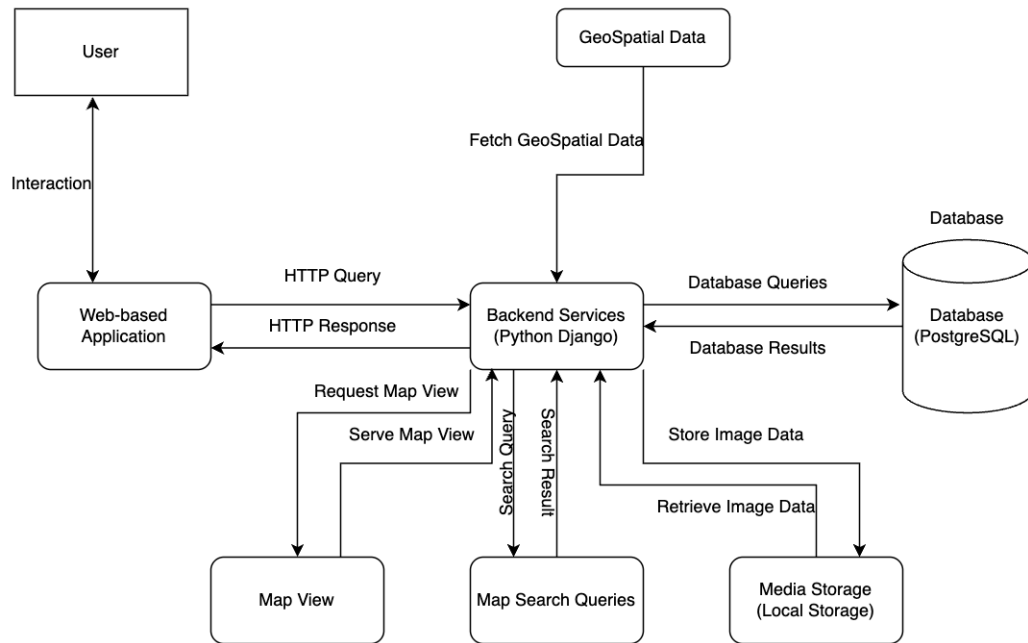 User
GeoSpatial Data
Fetch GeoSpatial Data
Interaction
Database
HTTP Query
Database Queries
Web-based
Application
Backend Services
(Python Django)
Database
(PostgreSQL)
HTTP Response
Database Results
Request Map View
Serve Map View
Search Query
Search Result
Store Image Data
Retrieve Image Data
Map View
Map Search Queries
Media Storage
(Local Storage)